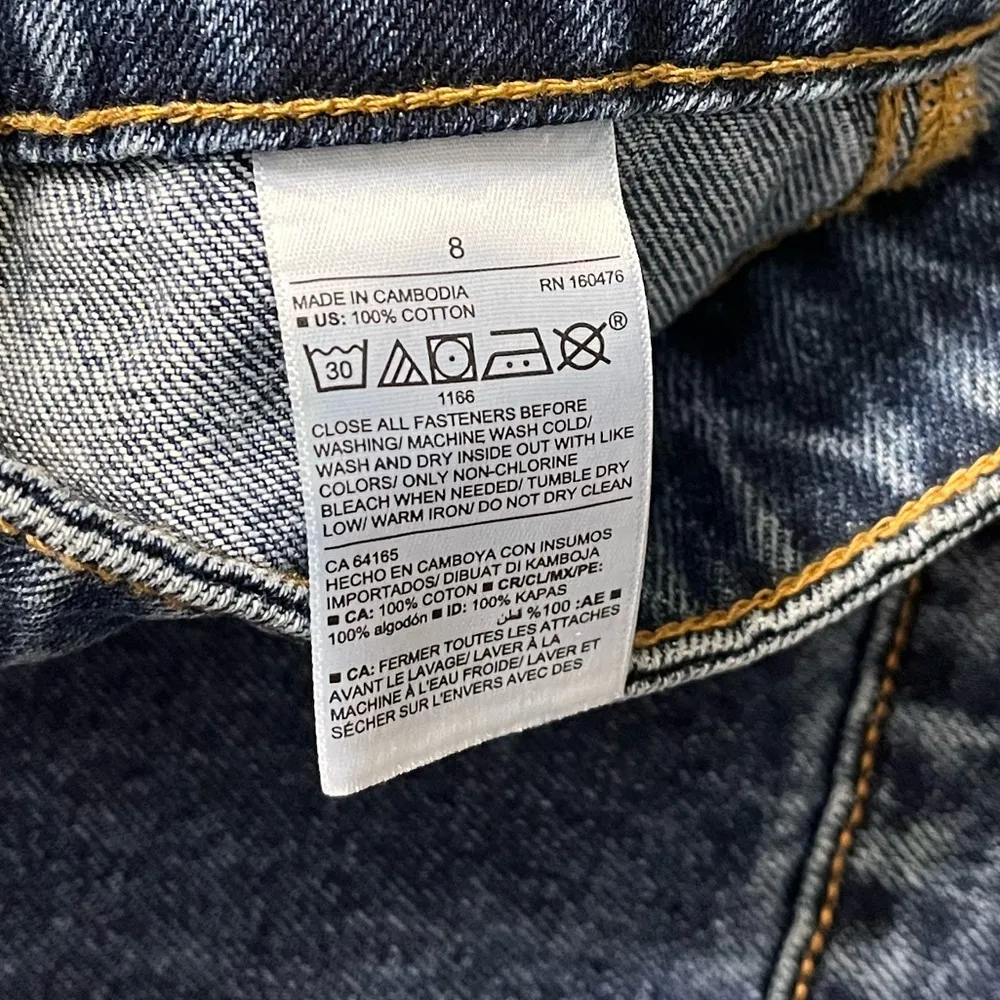 8
MADE IN CAMBODIA RN 160476
■ US: 100% COTTON
30 ®
1166
CLOSE ALL FASTENERS BEFORE
WASHING/ MACHINE WASH COLD/
WASH AND DRY INSIDE OUT WITH LIKE
COLORS/ ONLY NON-CHLORINE
BLEACH WHEN NEEDED/ TUMBLE DRY
LOW/ WARM IRON/ DO NOT DRY CLEAN
CA 64165
HECHO EN CAMBOYA CON INSUMOS
IMPORTADOS/ DIBUAT DI KAMBOJA
■ CA: 100% COTON ■ CR/CL/MX/PE:
100% algodón ■ ID: 100% KAPAS
■ AE: 100% قطن
■ CA: FERMER TOUTES LES ATTACHES
AVANT LE LAVAGE/ LAVER À LA
MACHINE À L'EAU FROIDE/ LAVER ET
SÉCHER SUR L'ENVERS AVEC DES